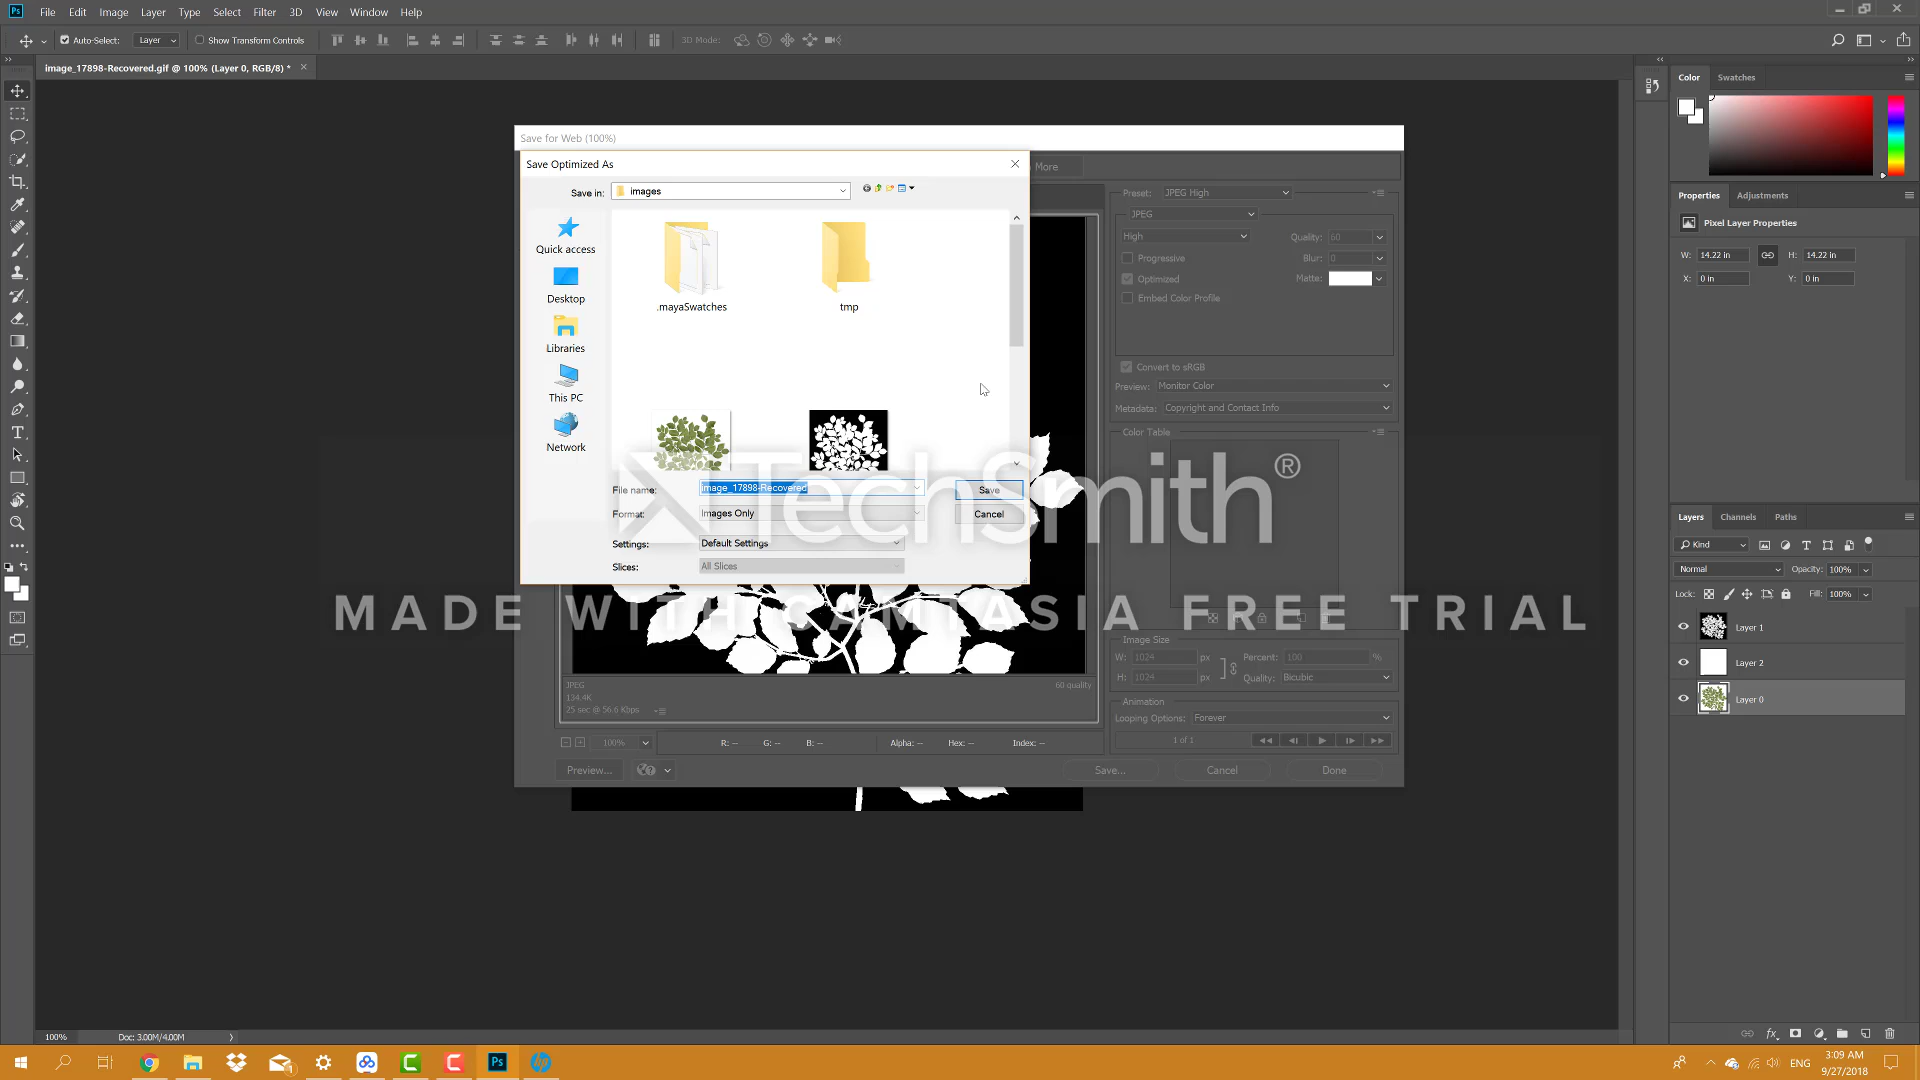 Ps File Edit Image Layer Type Select Filter 3D View Window Help
Auto-Select: Layer Show Transform Controls 3D Mode:
image_17898-Recovered.gif @ 100% (Layer 0, RGB/8) *
Save for Web (100%)
Save Optimized As
More
Save in: images
Quick access
Desktop
Libraries
This PC
Network
.mayaSwatches
tmp
File name: image_17898-Recovered
Save
Format: Images Only
Cancel
Settings: Default Settings
Slices: All Slices
Preset: JPEG High
JPEG
High
Quality: 60
Progressive
Blur: 0
Optimized
Matte:
Embed Color Profile
Convert to sRGB
Preview: Monitor Color
Metadata: Copyright and Contact Info
Color Table
TechSmith®
MADE WITH CAMTASIA FREE TRIAL
Image Size
W: 1024 px Percent: 100 %
H: 1024 px Quality: Bicubic
Animation
Looping Options: Forever
1 of 1
JPEG
134.4K
25 sec @ 56.6 Kbps
60 quality
100% R: -- G: -- B: -- Alpha: -- Hex: -- Index: --
Preview... Save... Cancel Done
Color Swatches
Properties Adjustments
Pixel Layer Properties
W: 14.22 in H: 14.22 in
X: 0 in Y: 0 in
Layers Channels Paths
Kind
Normal Opacity: 100%
Lock: Fill: 100%
Layer 1
Layer 2
Layer 0
fx
100% Doc: 3.00M/4.00M
Ps
ENG
3:09 AM
9/27/2018